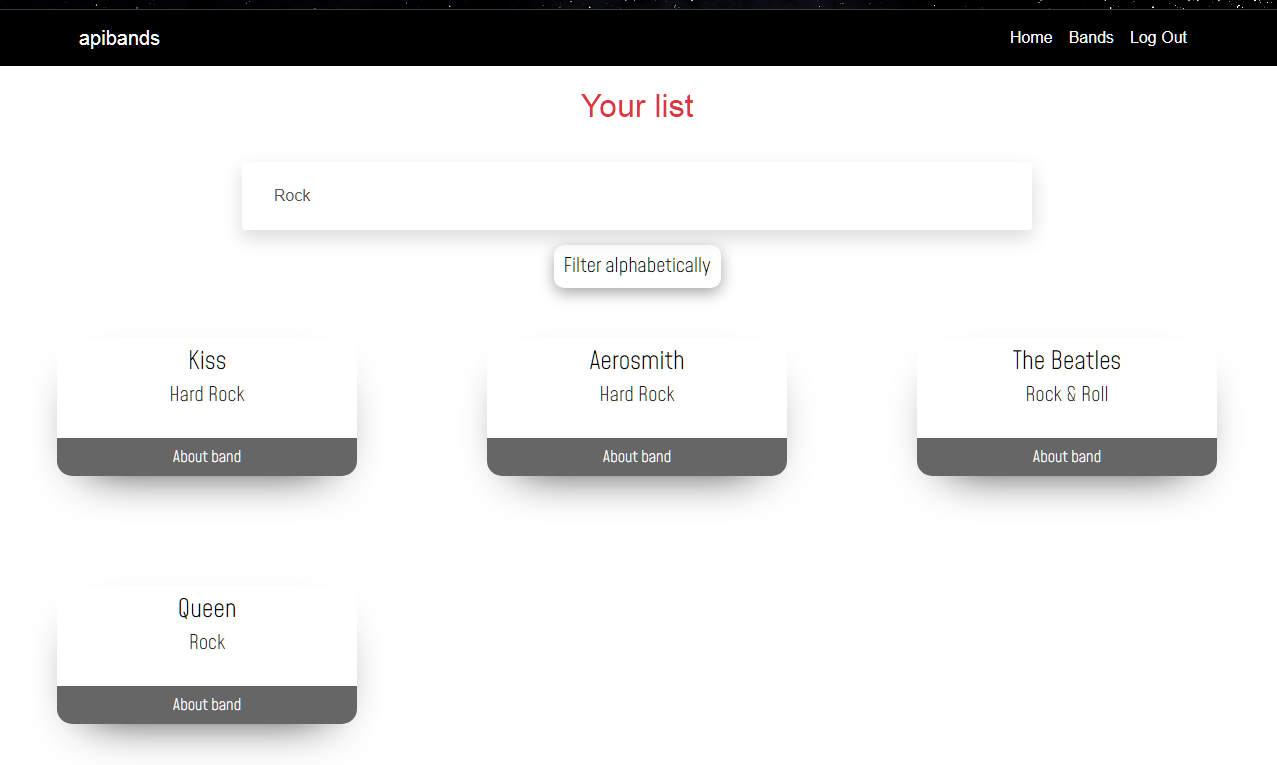 apibands Home Bands Log Out
Your list
Rock
Filter alphabetically
Kiss
Hard Rock
About band
Aerosmith
Hard Rock
About band
The Beatles
Rock & Roll
About band
Queen
Rock
About band